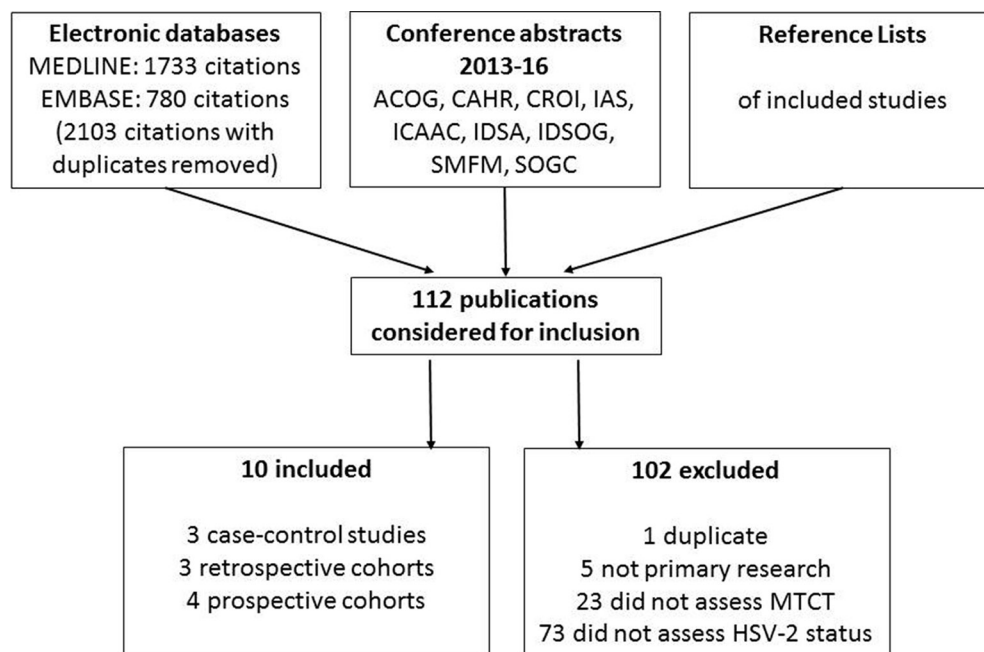 Electronic databases
MEDLINE: 1733 citations
EMBASE: 780 citations
(2103 citations with
duplicates removed)
Conference abstracts
2013-16
ACOG, CAHR, CROI, IAS,
ICAAC, IDSA, IDSOG,
SMFM, SOGC
Reference Lists
of included studies
112 publications
considered for inclusion
10 included
3 case-control studies
3 retrospective cohorts
4 prospective cohorts
102 excluded
1 duplicate
5 not primary research
23 did not assess MTCT
73 did not assess HSV-2 status